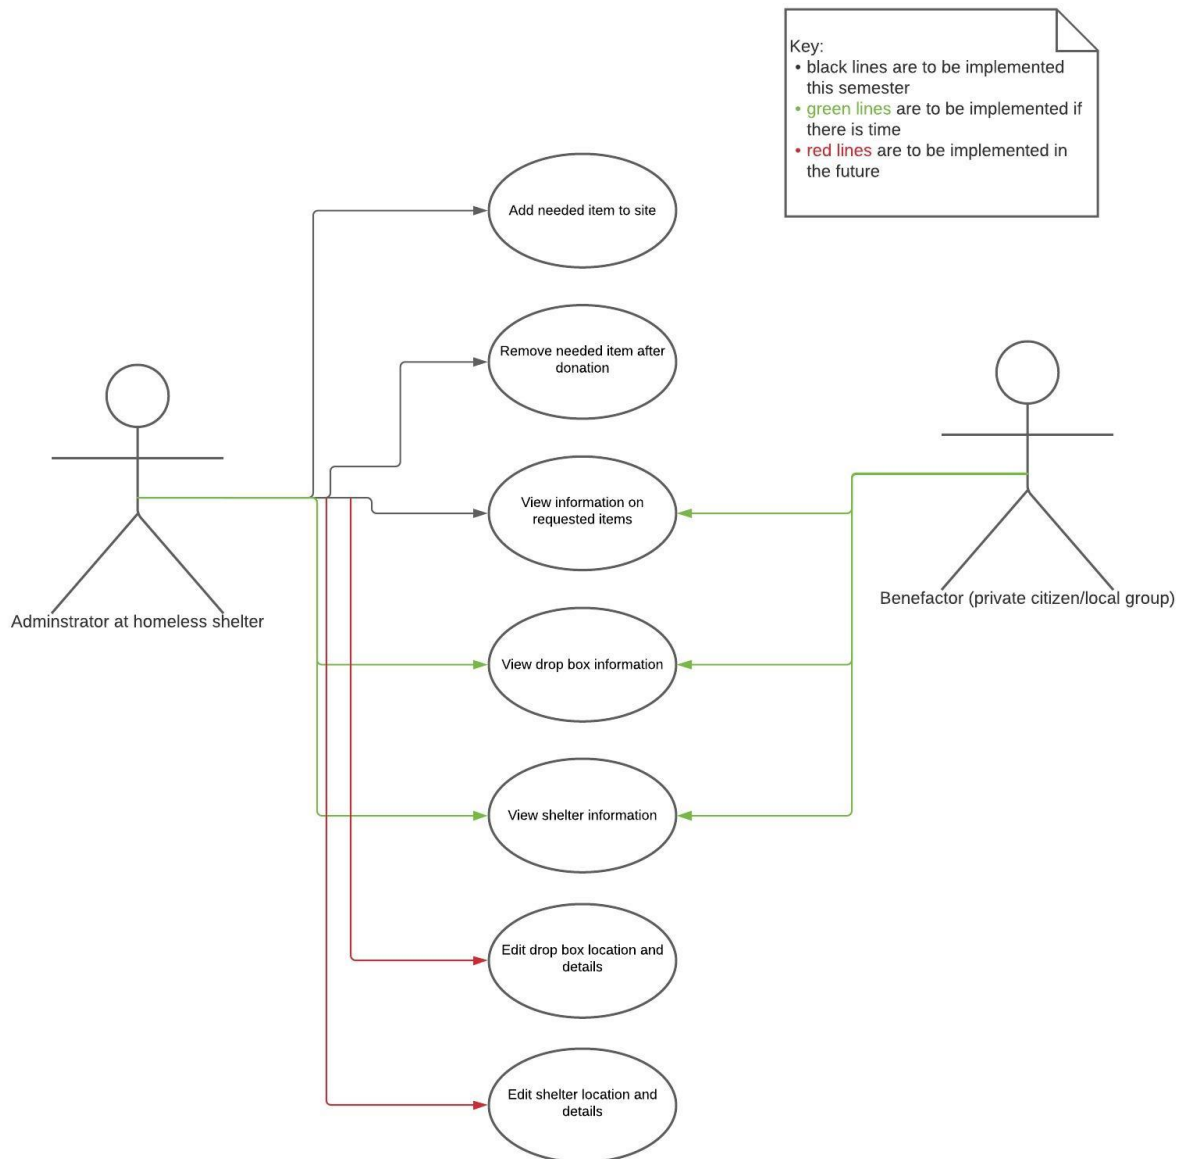 Key:
• black lines are to be implemented
this semester
• green lines are to be implemented if
there is time
• red lines are to be implemented in
the future
Add needed item to site
Remove needed item after
donation
View information on
requested items
Adminstrator at homeless shelter
Benefactor (private citizen/local group)
View drop box information
View shelter information
Edit drop box location and
details
Edit shelter location and
details